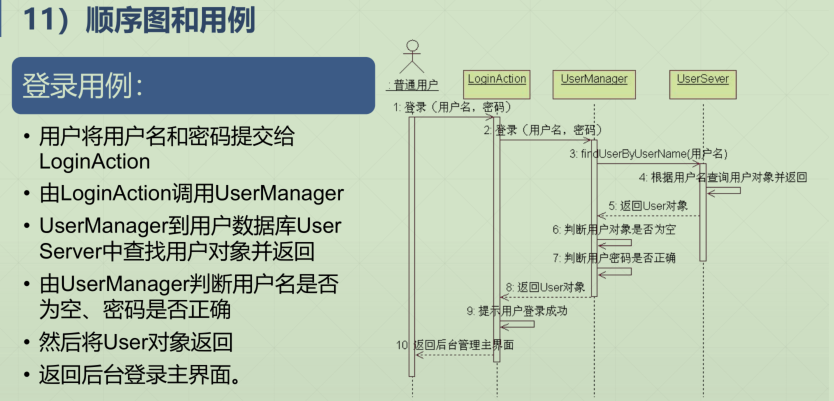 11）顺序图和用例
登录用例：
• 用户将用户名和密码提交给
LoginAction
• 由LoginAction调用UserManager
• UserManager到用户数据库User
Server中查找用户对象并返回
• 由UserManager判断用户名是否
为空、密码是否正确
• 然后将User对象返回
• 返回后台登录主界面。
: 普通用户
LoginAction
UserManager
UserSever
1: 登录（用户名，密码）
2: 登录（用户名，密码）
3: findUserByUserName(用户名)
4: 根据用户名查询用户对象并返回
5: 返回User对象
6: 判断用户对象是否为空
7: 判断用户密码是否正确
8: 返回User对象
9: 提示用户登录成功
10: 返回后台管理主界面